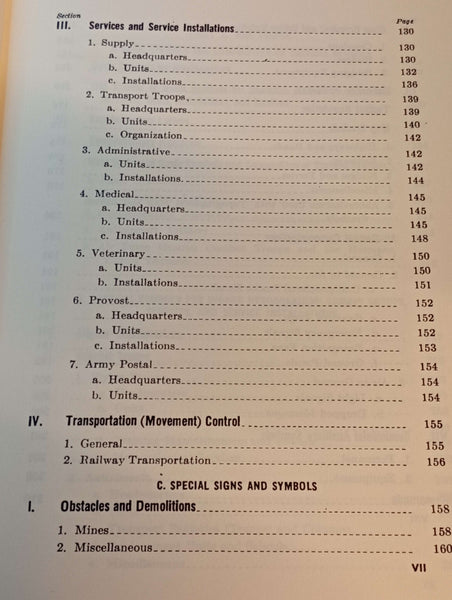 Section Page
III. Services and Service Installations 130
1. Supply 130
a. Headquarters 130
b. Units 132
c. Installations 136
2. Transport Troops 139
a. Headquarters 139
b. Units 140
c. Organization 142
3. Administrative 142
a. Units 142
b. Installations 144
4. Medical 145
a. Headquarters 145
b. Units 145
c. Installations 148
5. Veterinary 150
a. Units 150
b. Installations 151
6. Provost 152
a. Headquarters 152
b. Units 152
c. Installations 153
7. Army Postal 154
a. Headquarters 154
b. Units 154
IV. Transportation (Movement) Control 155
1. General 155
2. Railway Transportation 156
C. SPECIAL SIGNS AND SYMBOLS
I. Obstacles and Demolitions 158
1. Mines 158
2. Miscellaneous 160
VII